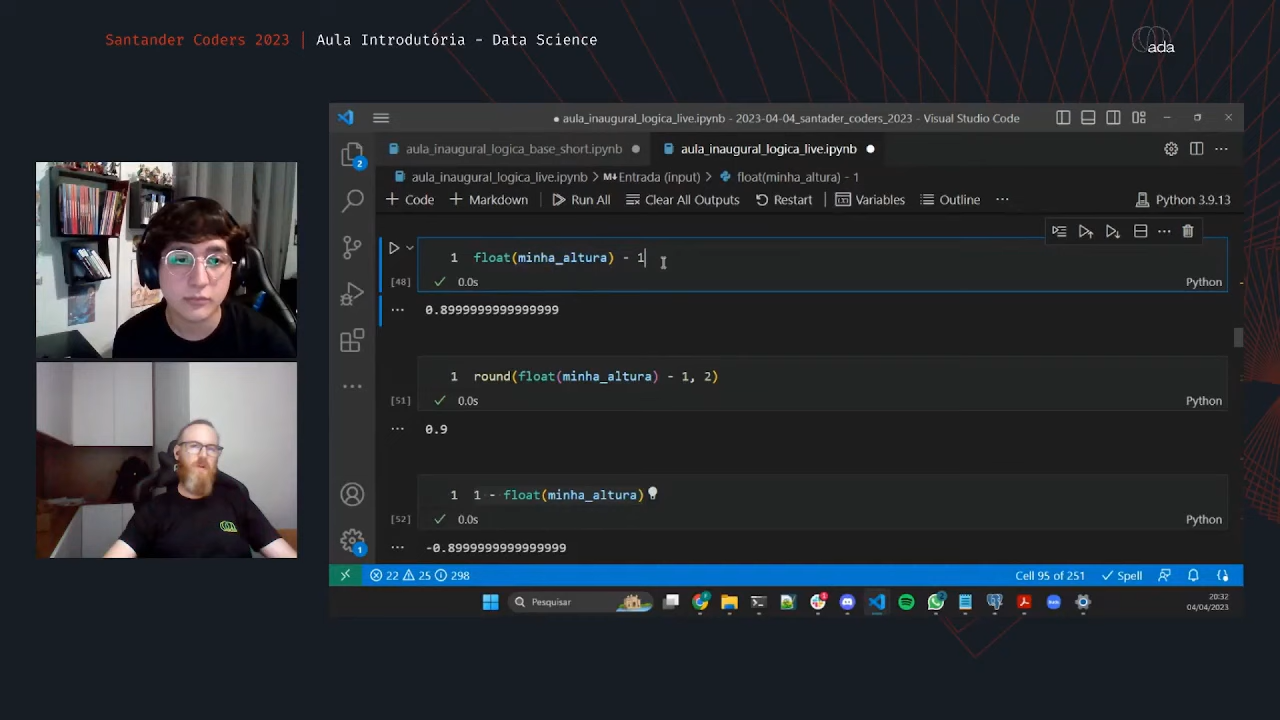 Santander Coders 2023 | Aula Introdutória - Data Science
ada
● aula_inaugural_logica_live.ipynb - 2023-04-04_santader_coders_2023 - Visual Studio Code
aula_inaugural_logica_base_short.ipynb ●
aula_inaugural_logica_live.ipynb ●
aula_inaugural_logica_live.ipynb > M↓Entrada (input) > float(minha_altura) - 1
+ Code + Markdown Run All Clear All Outputs Restart Variables Outline ... Python 3.9.13
2
1 float(minha_altura) - 1
[48] ✓ 0.0s Python
... 0.8999999999999999
1 round(float(minha_altura) - 1, 2)
[51] ✓ 0.0s Python
... 0.9
1 1 - float(minha_altura)
[52] ✓ 0.0s Python
... -0.8999999999999999
1
22 25 298 Cell 95 of 251 ✓ Spell
Pesquisar
20:32
04/04/2023